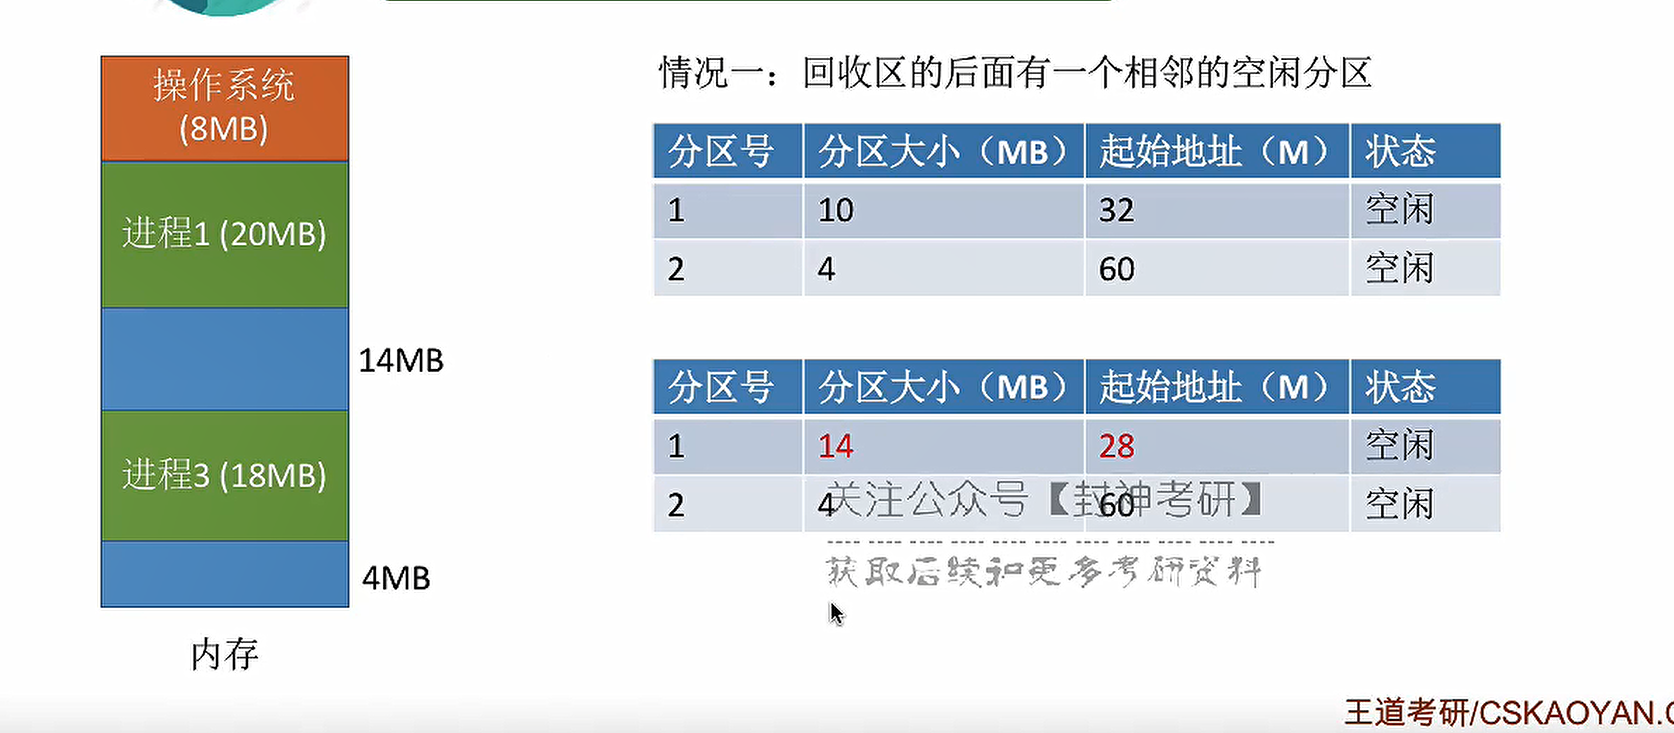 操作系统
(8MB)
进程1 (20MB)
14MB
进程3 (18MB)
4MB
内存
情况一：回收区的后面有一个相邻的空闲分区
分区号 分区大小（MB） 起始地址（M） 状态
1 10 32 空闲
2 4 60 空闲
分区号 分区大小（MB） 起始地址（M） 状态
1 14 28 空闲
2 4 60 空闲
关注公众号【封神考研】
获取后续和更多考研资料
王道考研/CSKAOYAN.